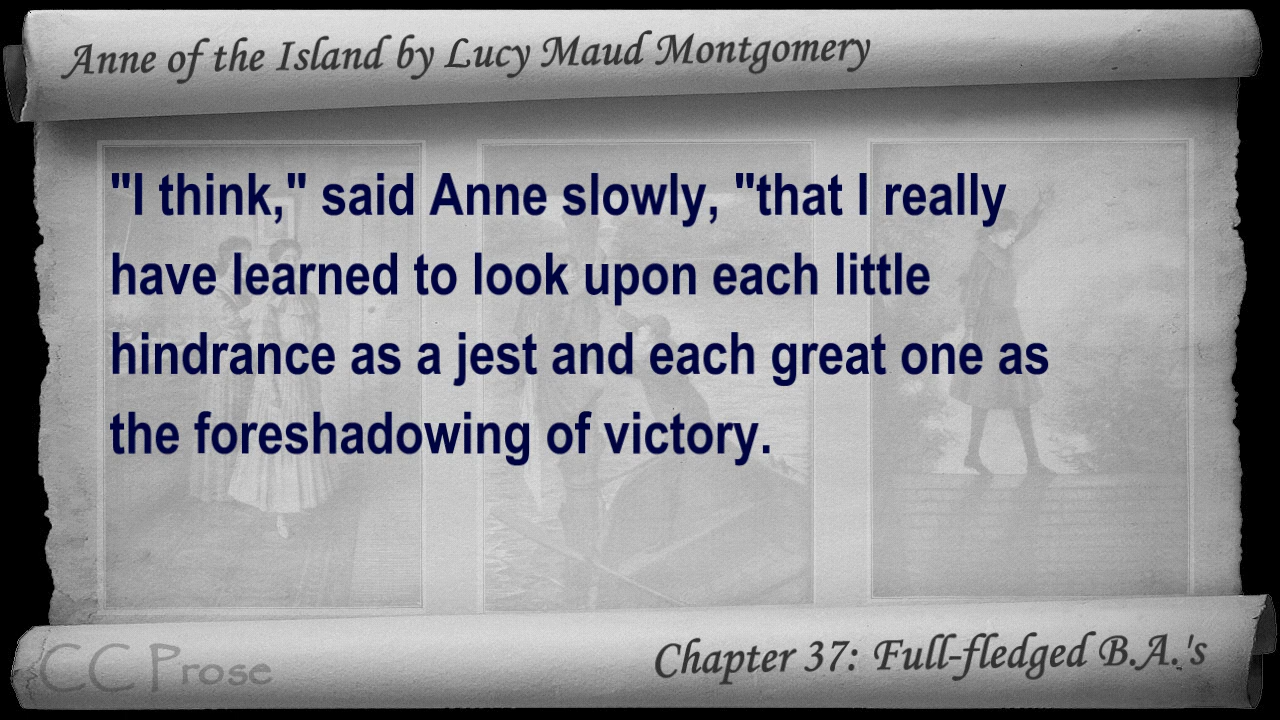 Anne of the Island by Lucy Maud Montgomery
"I think," said Anne slowly, "that I really
have learned to look upon each little
hindrance as a jest and each great one as
the foreshadowing of victory.
CC Prose
Chapter 37: Full-fledged B.A.'s